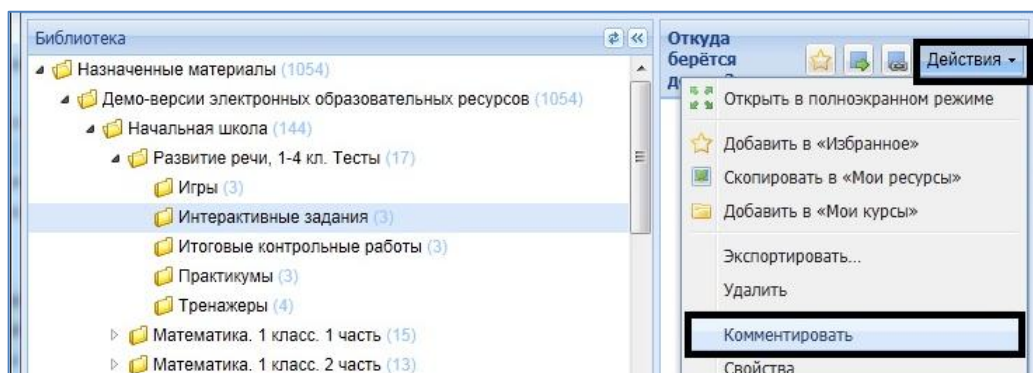 Библиотека
Назначенные материалы (1054)
Демо-версии электронных образовательных ресурсов (1054)
Начальная школа (144)
Развитие речи, 1-4 кл. Тесты (17)
Игры (3)
Интерактивные задания (3)
Итоговые контрольные работы (3)
Практикумы (3)
Тренажеры (4)
Математика. 1 класс. 1 часть (15)
Математика. 1 класс. 2 часть (13)
Откуда
берётся
Действия
Открыть в полноэкранном режиме
Добавить в «Избранное»
Скопировать в «Мои ресурсы»
Добавить в «Мои курсы»
Экспортировать...
Удалить
Комментировать
Свойства